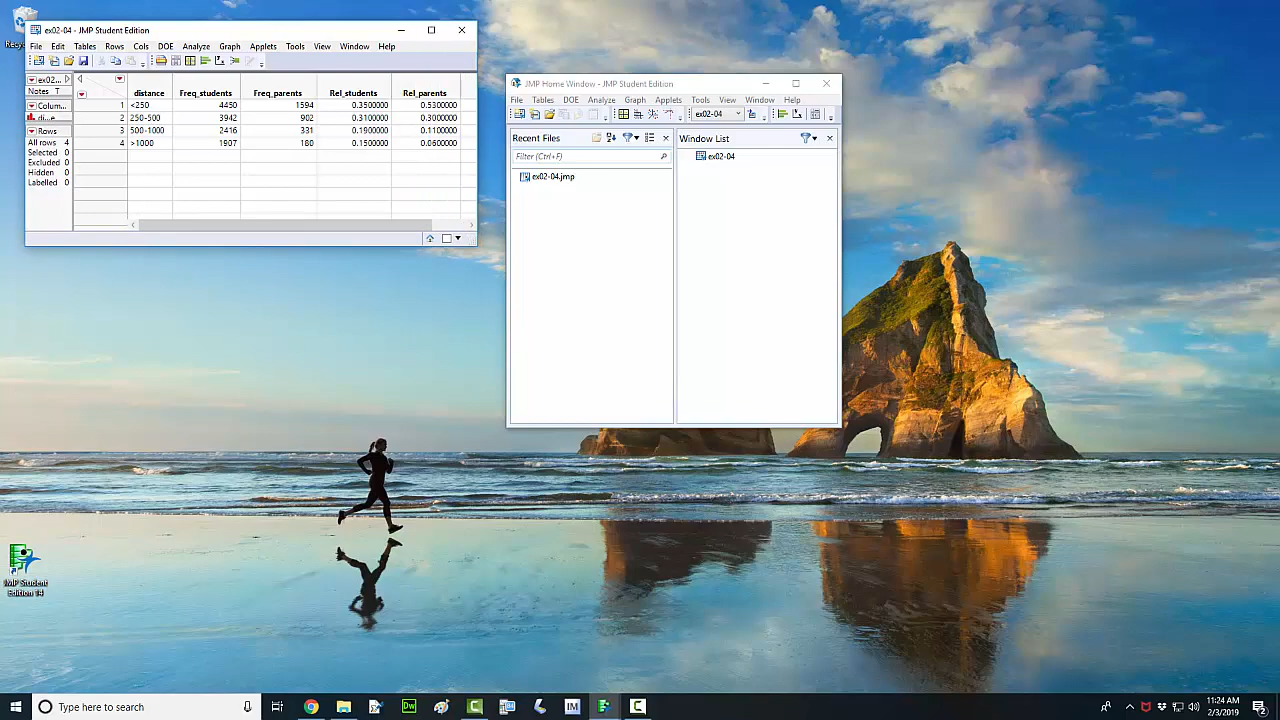 ex02-04 - JMP Student Edition
File Edit Tables Rows Cols DOE Analyze Graph Applets Tools View Window Help
ex02...
Notes T
Colum...
Rows
All rows 4
Selected 0
Excluded 0
Hidden 0
Labelled 0
distance Freq_students Freq_parents Rel_students Rel_parents
1 <250 4450 1594 0.3500000 0.5300000
2 250-500 3942 902 0.3100000 0.3000000
3 500-1000 2416 331 0.1900000 0.1100000
4 >1000 1907 180 0.1500000 0.0600000
JMP Home Window - JMP Student Edition
File Tables DOE Analyze Graph Applets Tools View Window Help
ex02-04
Recent Files
Filter (Ctrl+F)
ex02-04.jmp
Window List
ex02-04
JMP Student
Edition 14
Type here to search
Dw
IM
11:24 AM
2/3/2019
2